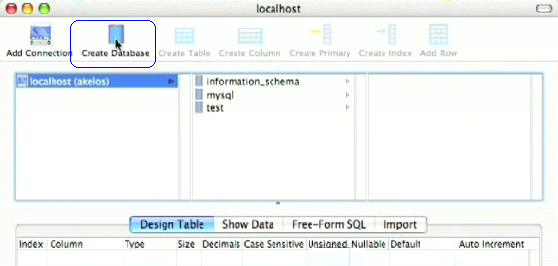 localhost
Add Connection Create Database Create Table Create Column Create Primary Create Index Add Row
localhost (akelos) information_schema
mysql
test
Design Table Show Data Free-Form SQL Import
Index Column Type Size Decimals Case Sensitive Unsigned Nullable Default Auto Increment